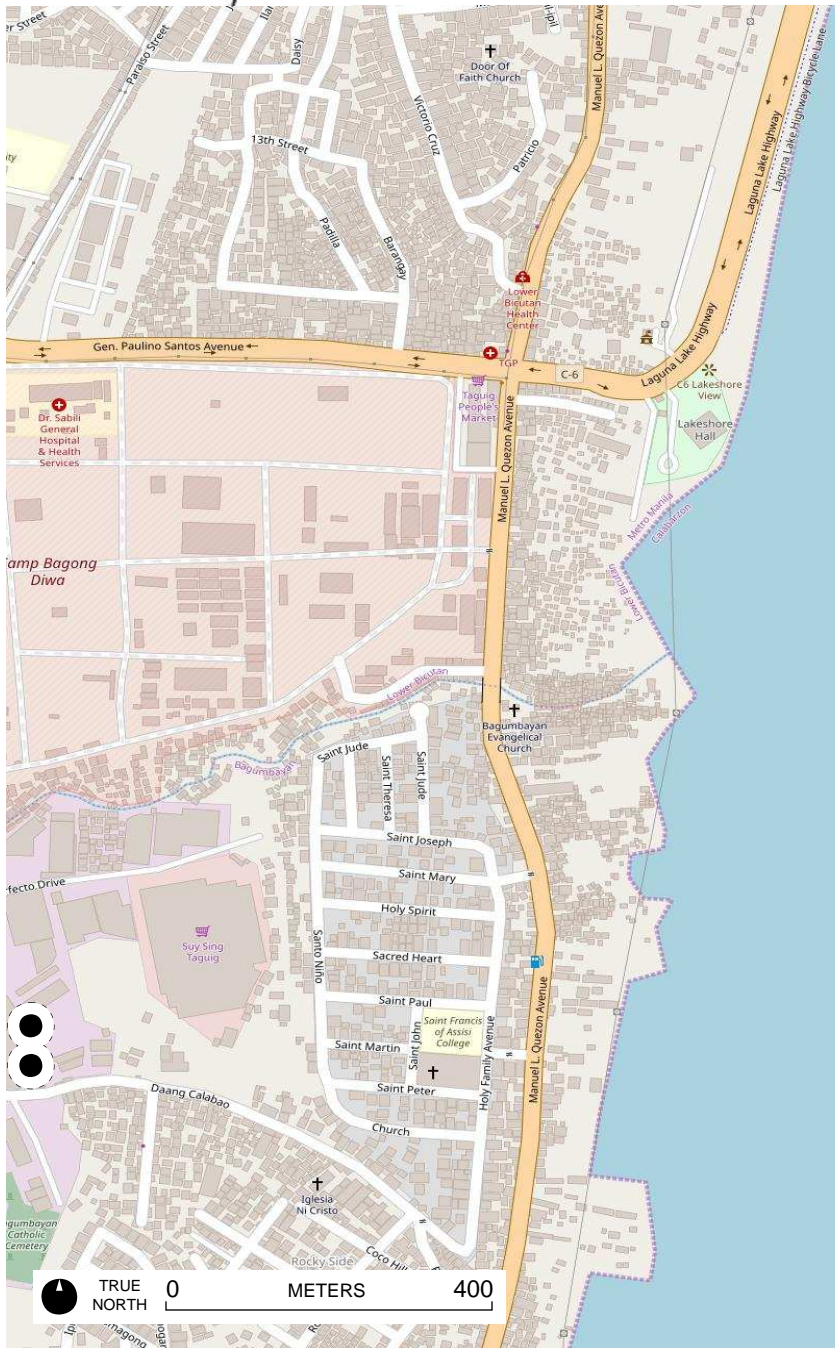 Paraiso Street
Daisy
Door Of
Faith Church
Manuel L. Quezon Ave
Laguna Lake Highway Bicycle Lane
Laguna Lake Highway
Victorio Cruz
13th Street
Patricio
Padilla
Barangay
Lower
Bicutan
Health
Center
Gen. Paulino Santos Avenue
TGP
C-6
Laguna Lake Highway
C6 Lakeshore
View
Taguig
People's
Market
Lakeshore
Hall
Dr. Sabili
General
Hospital
& Health
Services
Manuel L. Quezon Avenue
Metro Manila
Calabarzon
amp Bagong
Diwa
Lower Bicutan
Lower Bicutan
Bagumbayan
Evangelical
Church
Bagumbayan
Saint Jude
Saint Theresa
Saint Jude
Saint Joseph
Saint Mary
Holy Spirit
rfecto Drive
Suy Sing
Taguig
Santo Niño
Sacred Heart
Saint Paul
Saint Francis
of Assisi
College
Saint John
Saint Martin
Holy Family Avenue
Manuel L. Quezon Avenue
Saint Peter
Daang Calabao
Church
Iglesia
Ni Cristo
gumbayan
Catholic
Cemetery
Rocky Side
Coco Hill
TRUE
NORTH
0 METERS 400